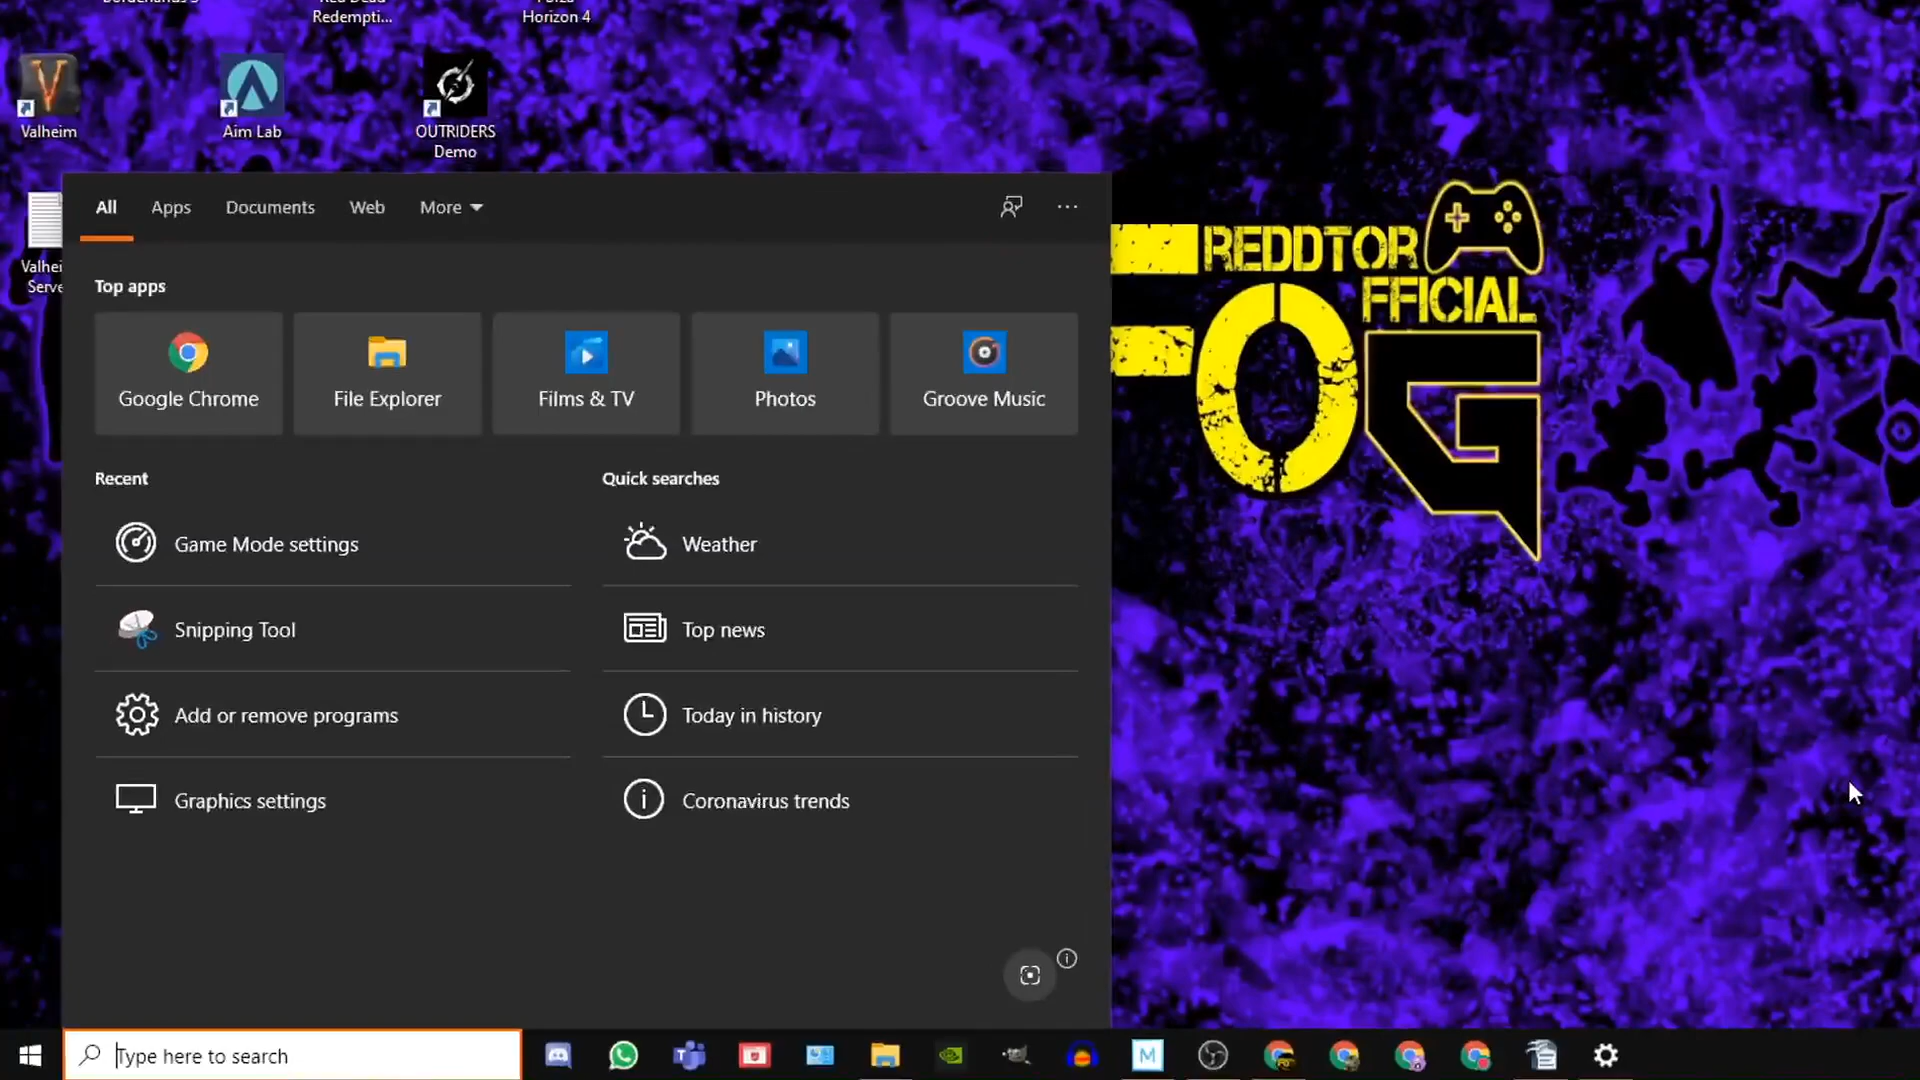 Red Dead
Redempti...
Horizon 4
Valheim
Aim Lab
OUTRIDERS
Demo
All
Apps
Documents
Web
More
REDDTOR
FFICIAL
OG
Top apps
Google Chrome
File Explorer
Films & TV
Photos
Groove Music
Recent
Quick searches
Game Mode settings
Weather
Snipping Tool
Top news
Add or remove programs
Today in history
Graphics settings
Coronavirus trends
Type here to search